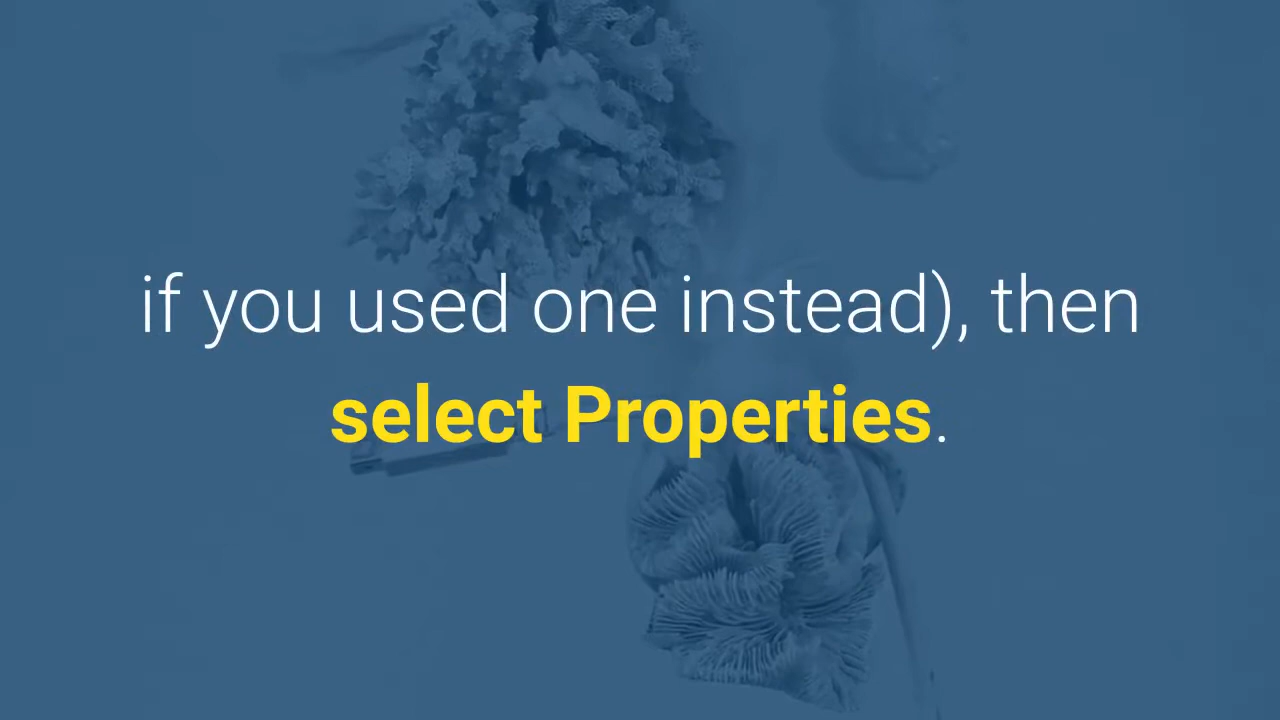 if you used one instead), then
select Properties.